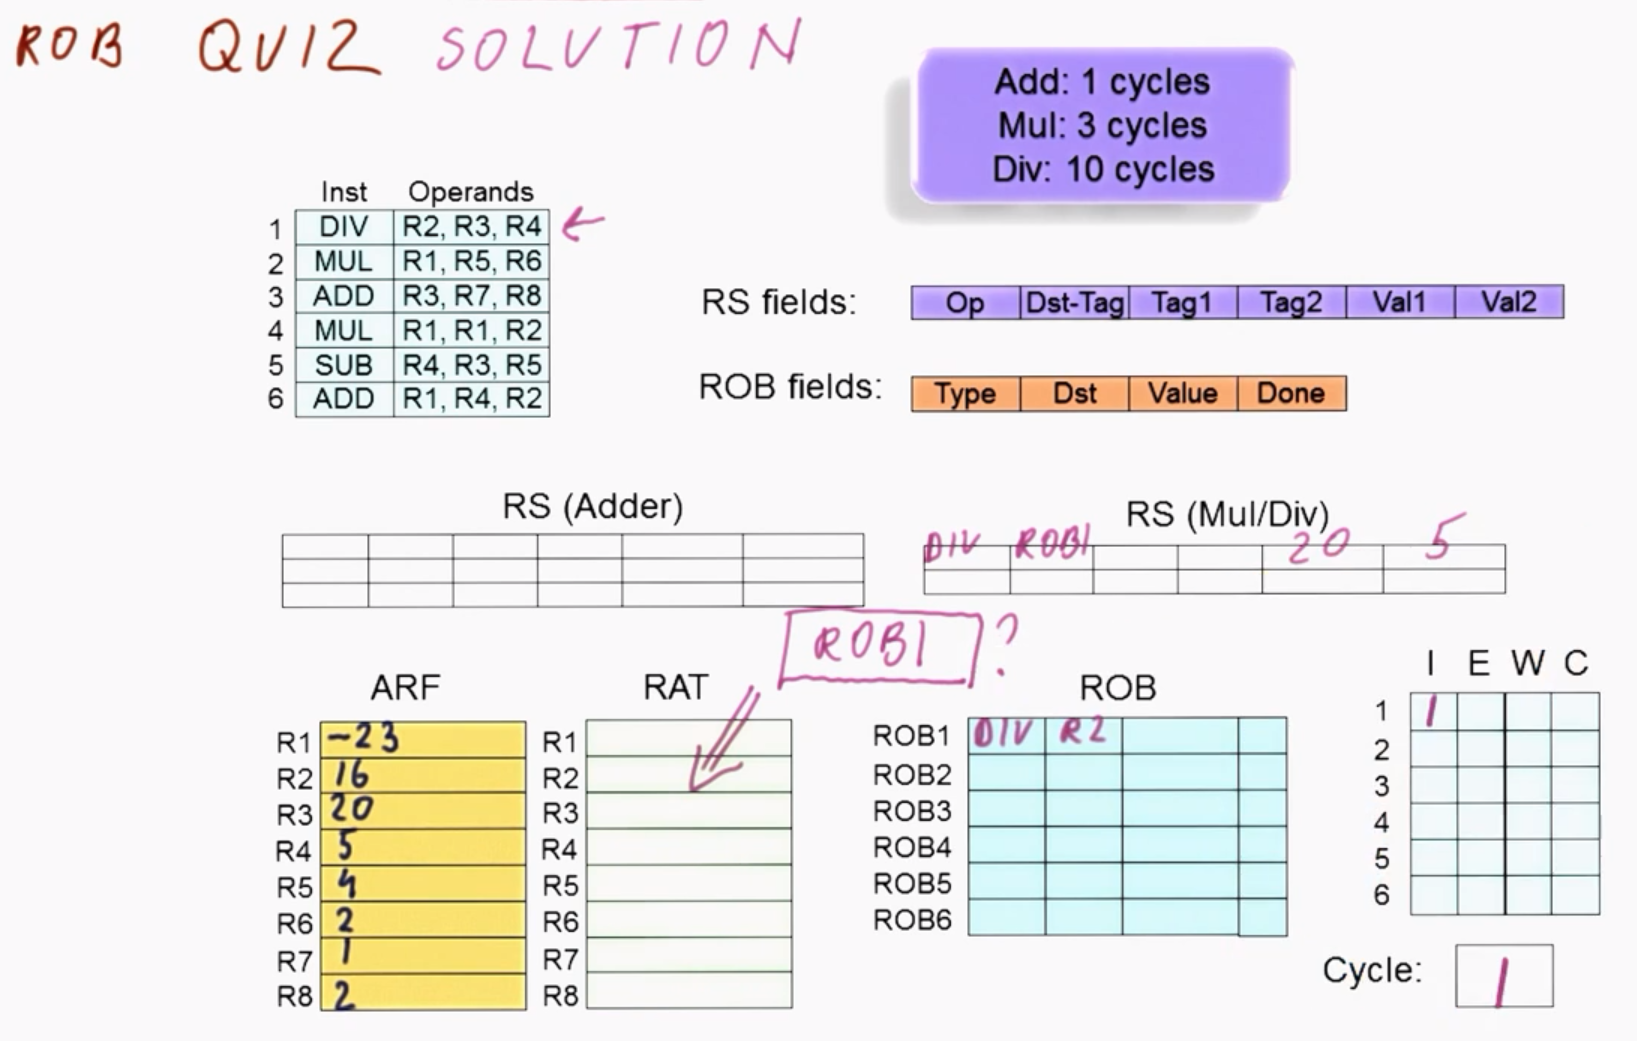 ROB QUIZ SOLUTION
Add: 1 cycles
Mul: 3 cycles
Div: 10 cycles
Inst Operands
1 DIV R2, R3, R4
2 MUL R1, R5, R6
3 ADD R3, R7, R8
4 MUL R1, R1, R2
5 SUB R4, R3, R5
6 ADD R1, R4, R2
RS fields: Op Dst-Tag Tag1 Tag2 Val1 Val2
ROB fields: Type Dst Value Done
RS (Adder)
RS (Mul/Div)
DIV ROB1 20 5
ROB1 ?
ARF
R1 -23
R2 16
R3 20
R4 5
R5 4
R6 2
R7 1
R8 2
RAT
R1
R2
R3
R4
R5
R6
R7
R8
ROB
ROB1 DIV R2
ROB2
ROB3
ROB4
ROB5
ROB6
I E W C
1 1
2
3
4
5
6
Cycle: 1